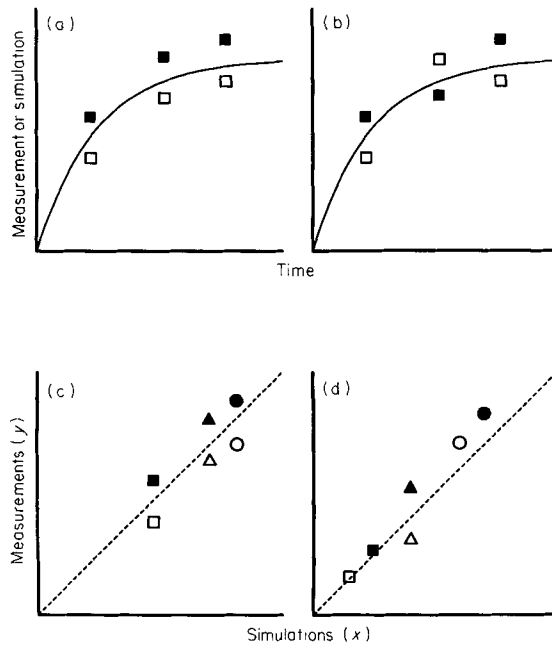 (a)
(b)
Measurement or simulation
Time
(c)
(d)
Measurements (y)
Simulations (x)